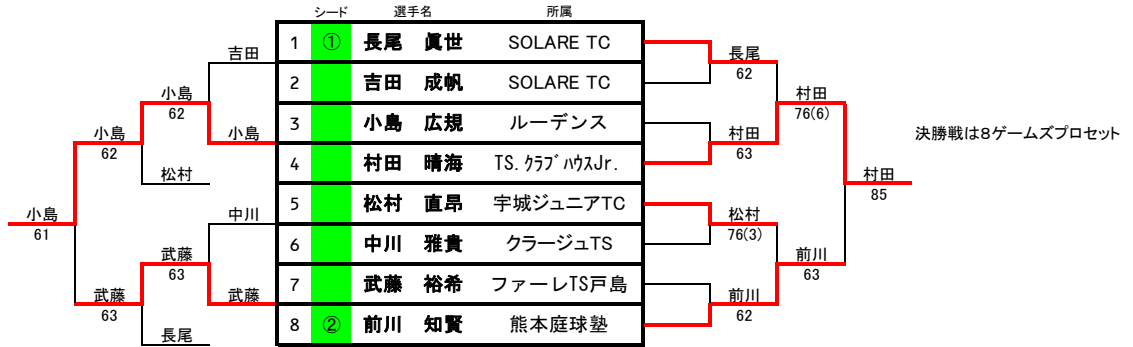 シード 選手名 所属
1 ① 長尾 眞世 SOLARE TC
2 吉田 成帆 SOLARE TC
3 小島 広規 ルーデンス
4 村田 晴海 TS.ｸﾗﾌﾞﾊｳｽJr.
5 松村 直昂 宇城ジュニアTC
6 中川 雅貴 クラージュTS
7 武藤 裕希 ファーレTS戸島
8 ② 前川 知賢 熊本庭球塾
吉田
小島
62
小島
小島
62
松村
小島
61
中川
武藤
63
武藤
武藤
63
長尾
長尾
62
村田
76(6)
村田
63
村田
85
松村
76(3)
前川
63
前川
62
決勝戦は8ゲームズプロセット